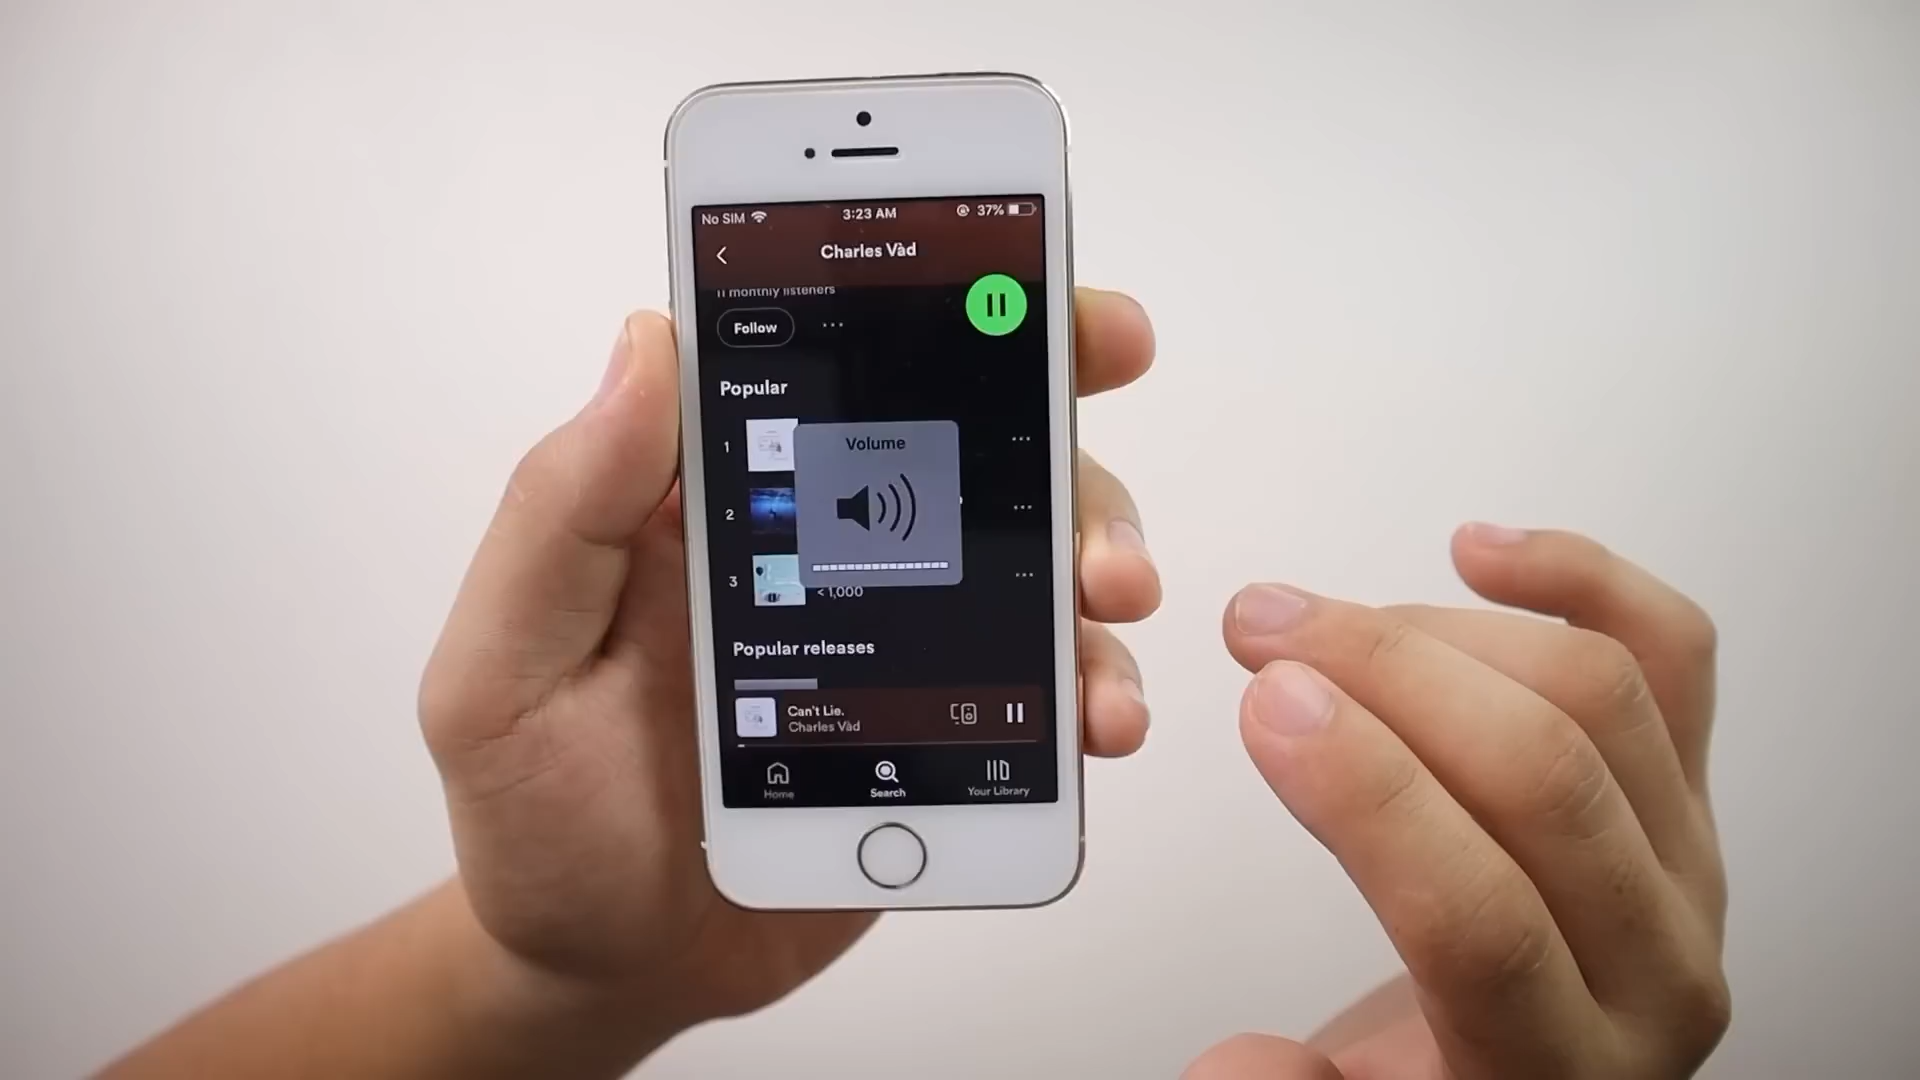 No SIM
3:23 AM
37%
Charles Vàd
11 monthly listeners
Follow
Popular
1
Volume
2
3
< 1,000
Popular releases
Can't Lie.
Charles Vàd
Home
Search
Your Library